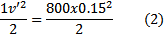 1v'²/2 = 800x0.15²/2 (2)